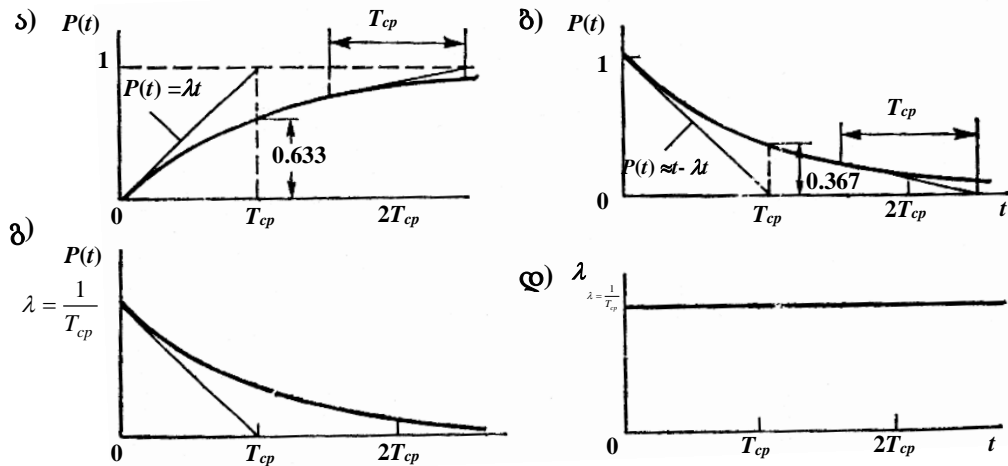 ა) P(t)
T_cp
1
P(t) = λt
0.633
0 T_cp 2T_cp
ბ) P(t)
1
T_cp
P(t) ≈ t - λt
0.367
0 T_cp 2T_cp t
გ) P(t)
λ = 1/T_cp
0 T_cp 2T_cp
დ) λ
λ = 1/T_cp
0 T_cp 2T_cp t